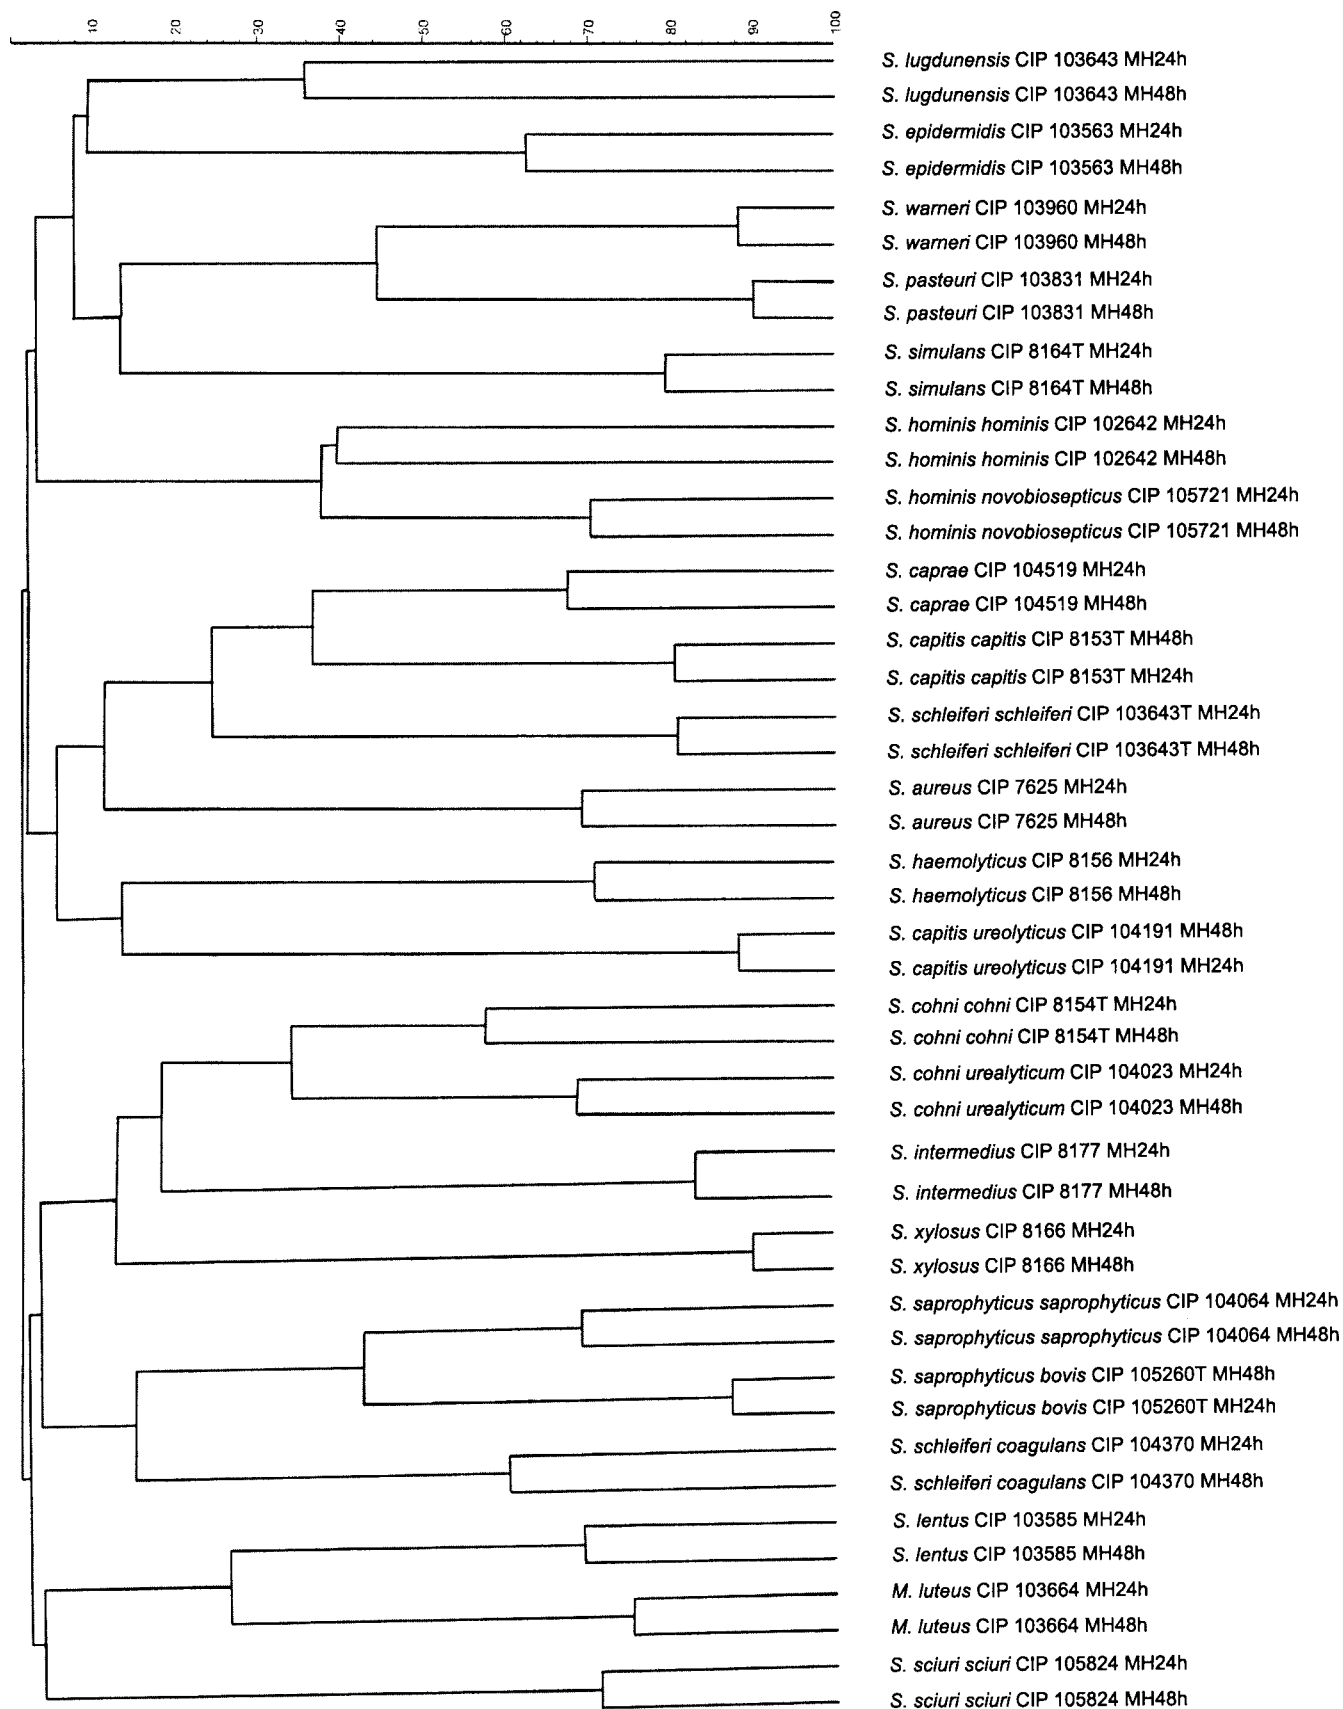 10 20 30 40 50 60 70 80 90 100
S. lugdunensis CIP 103643 MH24h
S. lugdunensis CIP 103643 MH48h
S. epidermidis CIP 103563 MH24h
S. epidermidis CIP 103563 MH48h
S. warneri CIP 103960 MH24h
S. warneri CIP 103960 MH48h
S. pasteuri CIP 103831 MH24h
S. pasteuri CIP 103831 MH48h
S. simulans CIP 8164T MH24h
S. simulans CIP 8164T MH48h
S. hominis hominis CIP 102642 MH24h
S. hominis hominis CIP 102642 MH48h
S. hominis novobiosepticus CIP 105721 MH24h
S. hominis novobiosepticus CIP 105721 MH48h
S. caprae CIP 104519 MH24h
S. caprae CIP 104519 MH48h
S. capitis capitis CIP 8153T MH48h
S. capitis capitis CIP 8153T MH24h
S. schleiferi schleiferi CIP 103643T MH24h
S. schleiferi schleiferi CIP 103643T MH48h
S. aureus CIP 7625 MH24h
S. aureus CIP 7625 MH48h
S. haemolyticus CIP 8156 MH24h
S. haemolyticus CIP 8156 MH48h
S. capitis ureolyticus CIP 104191 MH48h
S. capitis ureolyticus CIP 104191 MH24h
S. cohni cohni CIP 8154T MH24h
S. cohni cohni CIP 8154T MH48h
S. cohni urealyticum CIP 104023 MH24h
S. cohni urealyticum CIP 104023 MH48h
S. intermedius CIP 8177 MH24h
S. intermedius CIP 8177 MH48h
S. xylosus CIP 8166 MH24h
S. xylosus CIP 8166 MH48h
S. saprophyticus saprophyticus CIP 104064 MH24h
S. saprophyticus saprophyticus CIP 104064 MH48h
S. saprophyticus bovis CIP 105260T MH48h
S. saprophyticus bovis CIP 105260T MH24h
S. schleiferi coagulans CIP 104370 MH24h
S. schleiferi coagulans CIP 104370 MH48h
S. lentus CIP 103585 MH24h
S. lentus CIP 103585 MH48h
M. luteus CIP 103664 MH24h
M. luteus CIP 103664 MH48h
S. sciuri sciuri CIP 105824 MH24h
S. sciuri sciuri CIP 105824 MH48h